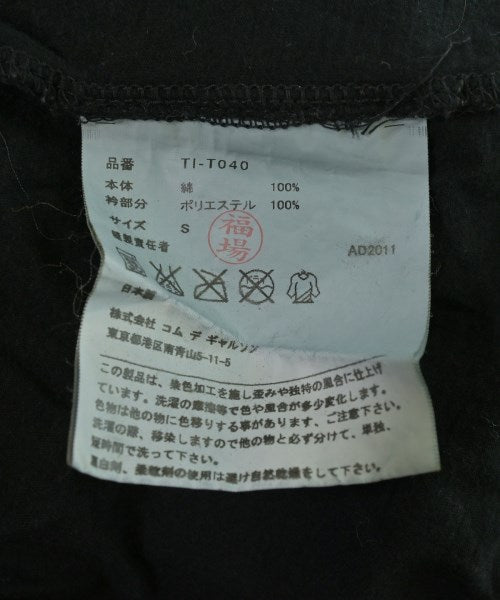 品番 TI-T040
本体 綿 100%
衿部分 ポリエステル 100%
サイズ S
縫製責任者 福場 AD2011
日本製
株式会社 コム デ ギャルソン
東京都港区南青山5-11-5
この製品は、染色加工を施し歪みや独特の風合に仕上げ
ています。洗濯の摩擦等で色や風合が多少変化します。
色物は他の物に色移りする事があります、ご注意下さい。
洗濯の際、移染しますので他の物と必ず分けて、単独、
短時間で洗って下さい。
漂白剤、柔軟剤の使用は避け自然乾燥をして下さい。